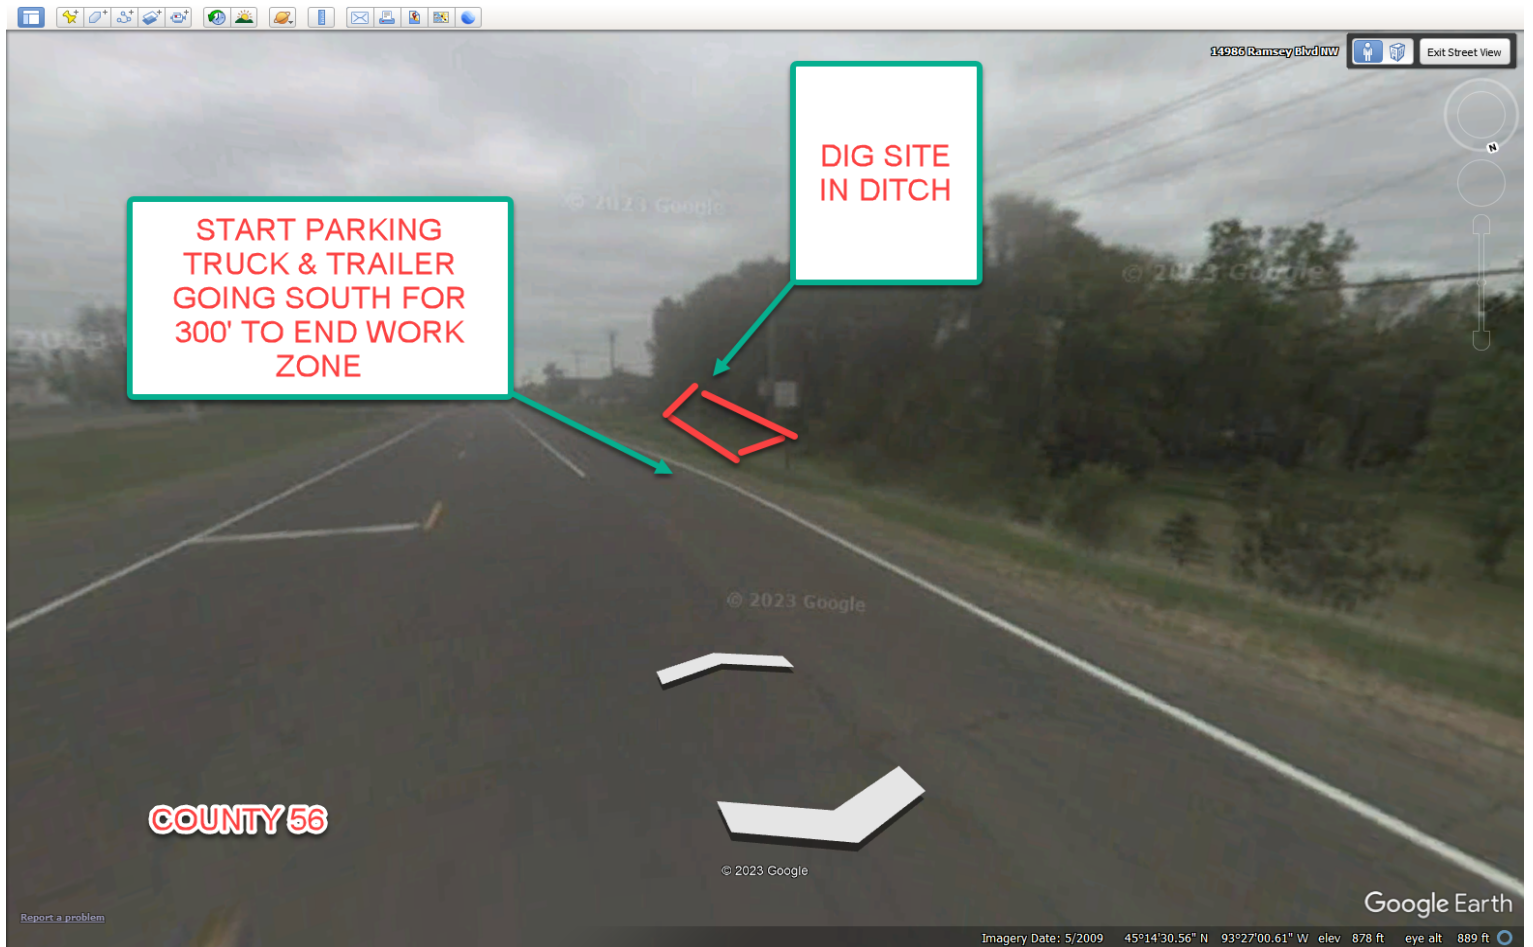 14986 Ramsey Blvd NW
Exit Street View
N
DIG SITE
IN DITCH
© 2023 Google
START PARKING
TRUCK & TRAILER
GOING SOUTH FOR
300' TO END WORK
ZONE
© 2023 Google
2023
© 2023 Google
COUNTY 56
© 2023 Google
Google Earth
Report a problem
Imagery Date: 5/2009 45°14'30.56" N 93°27'00.61" W elev 878 ft eye alt 889 ft